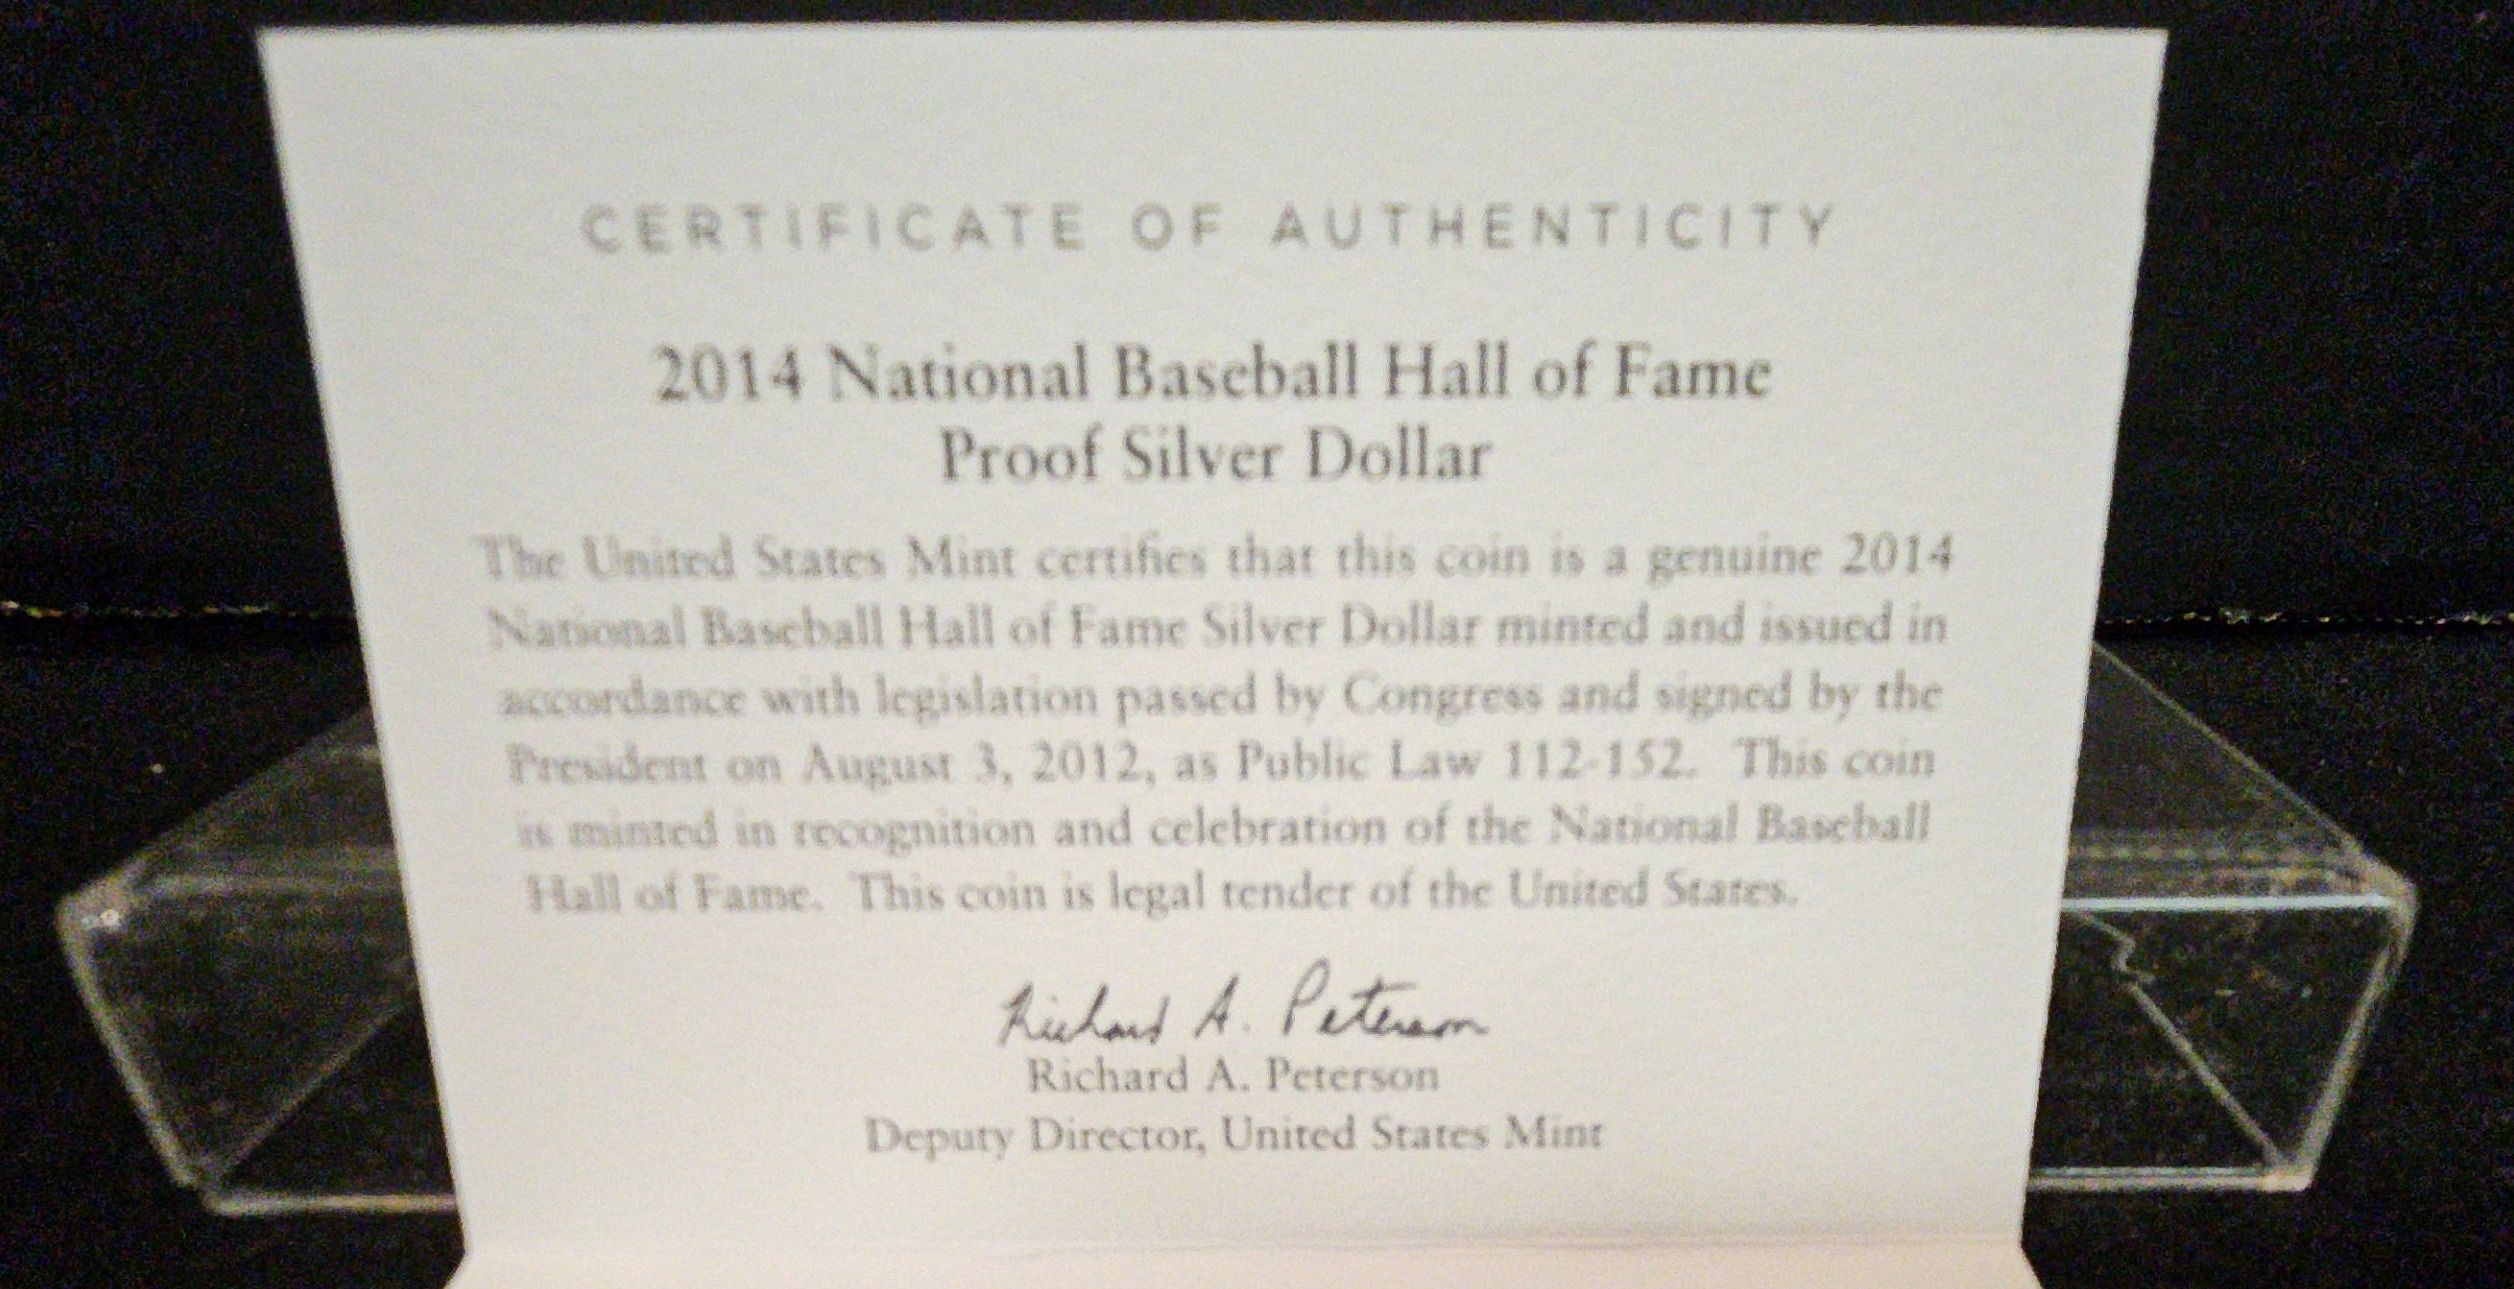 CERTIFICATE OF AUTHENTICITY
2014 National Baseball Hall of Fame
Proof Silver Dollar
The United States Mint certifies that this coin is a genuine 2014
National Baseball Hall of Fame Silver Dollar minted and issued in
accordance with legislation passed by Congress and signed by the
President on August 3, 2012, as Public Law 112-152. This coin
is minted in recognition and celebration of the National Baseball
Hall of Fame. This coin is legal tender of the United States.
Richard A. Peterson
Richard A. Peterson
Deputy Director, United States Mint